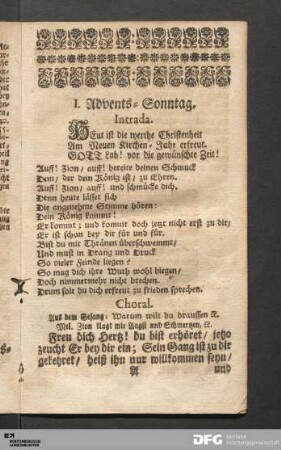 I. Advents-Sonntag.
Intrada.
HEut ist die werthe Christenheit
Am Neuen Kirchen-Jahr erfreut.
GOTT Lob! vor die gewünschte Zeit!
Auff! Zion/ auff! bereite deinen Schmuck
Dem/ der dein König ist/ zu Ehren.
Auff! Zion/ auff! und schmücke dich,
Denn heute lässet sich
Die angenehme Stimme hören:
Dein König kommt!
Er kommt; und kommt doch jetzt nicht erst zu dir/
Er ist schon bey dir für und für.
Bist du mit Thränen überschwemmt/
Und must in Drang und Druck
So vieler Feinde liegen?
So mag dich ihre Wuth wohl biegen/
Doch nimmermehr nicht brechen.
Drum solt du dich erfreut zu frieden sprechen.
Choral.
Aus dem Gesang: Warum wilt du draussen &c.
Mel. Zion klagt mit Angst und Schmertzen, &c.
Freu dich Hertz! du bist erhöret/ jetzo
zeucht Er bey dir ein; Sein Gang ist zu dir
gekehret/ heiß ihn nur willkommen seyn/
A und
DFG